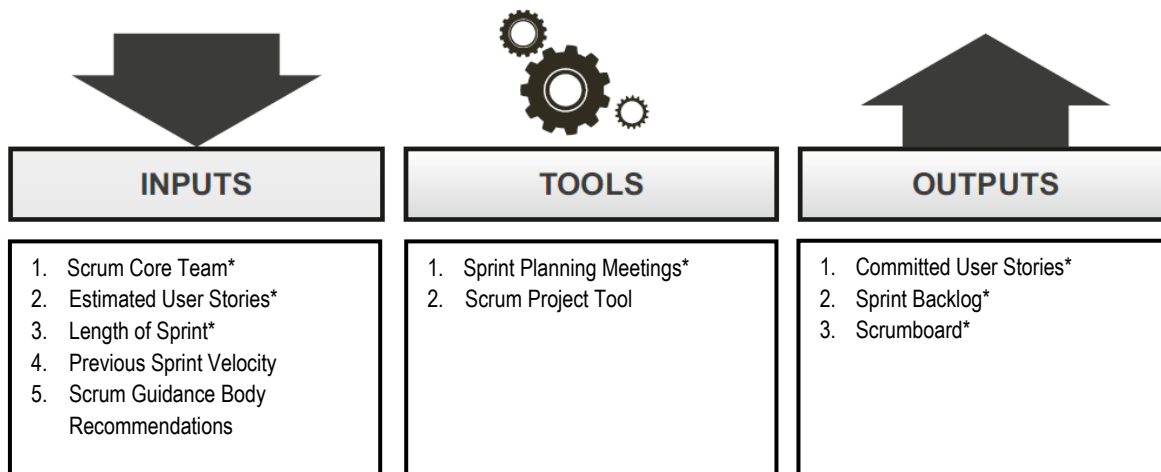 INPUTS
1. Scrum Core Team*
2. Estimated User Stories*
3. Length of Sprint*
4. Previous Sprint Velocity
5. Scrum Guidance Body
Recommendations
TOOLS
1. Sprint Planning Meetings*
2. Scrum Project Tool
OUTPUTS
1. Committed User Stories*
2. Sprint Backlog*
3. Scrumboard*